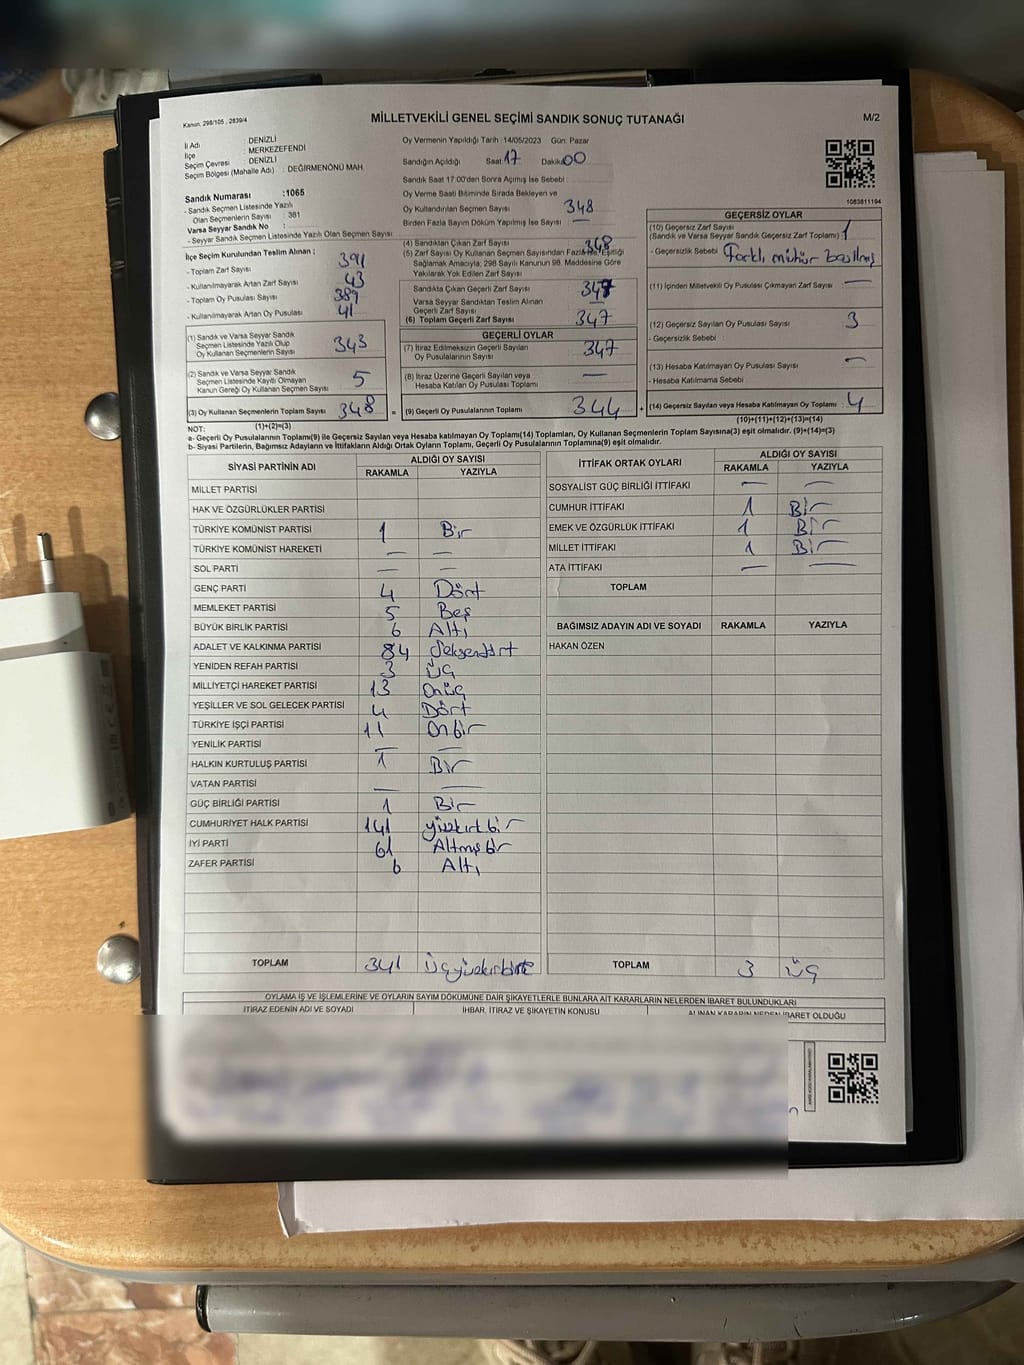 Kanun: 298/105 , 2839/4
MİLLETVEKİLİ GENEL SEÇİMİ SANDIK SONUÇ TUTANAĞI
M/2
İl Adı : DENİZLİ
İlçe : MERKEZEFENDİ
Seçim Çevresi : DENİZLİ
Seçim Bölgesi (Mahalle Adı) : DEĞİRMENÖNÜ MAH
Sandık Numarası :1065
- Sandık Seçmen Listesinde Yazılı
Olan Seçmenlerin Sayısı : 381
Varsa Seyyar Sandık No :
- Seyyar Sandık Seçmen Listesinde Yazılı Olan Seçmen Sayısı
İlçe Seçim Kurulundan Teslim Alınan ;
- Toplam Zarf Sayısı 391
- Kullanılmayarak Artan Zarf Sayısı 43
- Toplam Oy Pusulası Sayısı 389
- Kullanılmayarak Artan Oy Pusulası 41
(1) Sandık ve Varsa Seyyar Sandık
Seçmen Listesinde Yazılı Olup
Oy Kullanan Seçmenlerin Sayısı 343
(2) Sandık ve Varsa Seyyar Sandık
Seçmen Listesinde Kayıtlı Olmayan
Kanun Gereği Oy Kullanan Seçmen Sayısı 5
(3) Oy Kullanan Seçmenlerin Toplam Sayısı 348 =
(1)+(2)=(3)
Oy Vermenin Yapıldığı Tarih : 14/05/2023 Gün: Pazar
Sandığın Açıldığı Saat 17 Dakika 00
Sandık Saat 17:00'den Sonra Açımış İse Sebebi :
Oy Verme Saati Bitiminde Sırada Bekleyen ve
Oy Kullandırılan Seçmen Sayısı 348
Birden Fazla Sayım Döküm Yapılmış İse Sayısı —
(4) Sandıktan Çıkan Zarf Sayısı 348
(5) Zarf Sayısı Oy Kullanan Seçmen Sayısından Fazla ise, Eşitliği
Sağlamak Amacıyla, 298 Sayılı Kanunun 98. Maddesine Göre
Yakılarak Yok Edilen Zarf Sayısı
Sandıkta Çıkan Geçerli Zarf Sayısı 347
Varsa Seyyar Sandıktan Teslim Alınan
Geçerli Zarf Sayısı —
(6) Toplam Geçerli Zarf Sayısı 347
GEÇERLİ OYLAR
(7) İtiraz Edilmeksizin Geçerli Sayılan
Oy Pusulalarının Sayısı 347
(8) İtiraz Üzerine Geçerli Sayılan veya
Hesaba Katılan Oy Pusulası Toplamı —
(9) Geçerli Oy Pusulalarının Toplamı 344 +
1083811194
GEÇERSİZ OYLAR
(10) Geçersiz Zarf Sayısı
(Sandık ve Varsa Seyyar Sandık Geçersiz Zarf Toplamı) 1
- Geçersizlik Sebebi Farklı mühür basılmış
(11) İçinden Milletvekili Oy Pusulası Çıkmayan Zarf Sayısı —
(12) Geçersiz Sayılan Oy Pusulası Sayısı 3
- Geçersizlik Sebebi :
(13) Hesaba Katılmayan Oy Pusulası Sayısı —
- Hesaba Katılmama Sebebi
(14) Geçersiz Sayılan veya Hesaba Katılmayan Oy Toplamı 4
(10)+(11)+(12)+(13)=(14)
NOT:
a- Geçerli Oy Pusulalarının Toplamı(9) ile Geçersiz Sayılan veya Hesaba katılmayan Oy Toplamı(14) Toplamları, Oy Kullanan Seçmenlerin Toplam Sayısına(3) eşit olmalıdır. (9)+(14)=(3)
b- Siyasi Partilerin, Bağımsız Adayların ve İttifakların Aldığı Ortak Oyların Toplamı, Geçerli Oy Pusulalarının Toplamına(9) eşit olmalıdır.
SİYASİ PARTİNİN ADI ALDIĞI OY SAYISI
RAKAMLA YAZIYLA
MİLLET PARTİSİ
HAK VE ÖZGÜRLÜKLER PARTİSİ
TÜRKİYE KOMÜNİST PARTİSİ 1 Bir
TÜRKİYE KOMÜNİST HAREKETİ — —
SOL PARTİ — —
GENÇ PARTİ 4 Dört
MEMLEKET PARTİSİ 5 Beş
BÜYÜK BİRLİK PARTİSİ 6 Altı
ADALET VE KALKINMA PARTİSİ 84 Seksendört
YENİDEN REFAH PARTİSİ 3 Üç
MİLLİYETÇİ HAREKET PARTİSİ 13 Onüç
YEŞİLLER VE SOL GELECEK PARTİSİ 4 Dört
TÜRKİYE İŞÇİ PARTİSİ 11 Onbir
YENİLİK PARTİSİ — —
HALKIN KURTULUŞ PARTİSİ 1 Bir
VATAN PARTİSİ — —
GÜÇ BİRLİĞİ PARTİSİ 1 Bir
CUMHURİYET HALK PARTİSİ 141 yüzkırkbir
İYİ PARTİ 61 Altmışbir
ZAFER PARTİSİ 6 Altı
TOPLAM 341 Üçyüzkırkbir
İTTİFAK ORTAK OYLARI ALDIĞI OY SAYISI
RAKAMLA YAZIYLA
SOSYALİST GÜÇ BİRLİĞİ İTTİFAKI — —
CUMHUR İTTİFAKI 1 Bir
EMEK VE ÖZGÜRLÜK İTTİFAKI 1 Bir
MİLLET İTTİFAKI 1 Bir
ATA İTTİFAKI — —
TOPLAM
BAĞIMSIZ ADAYIN ADI VE SOYADI RAKAMLA YAZIYLA
HAKAN ÖZEN
TOPLAM 3 Üç
OYLAMA İŞ VE İŞLEMLERİNE VE OYLARIN SAYIM DÖKÜMÜNE DAİR ŞİKAYETLERLE BUNLARA AİT KARARLARIN NELERDEN İBARET BULUNDUKLARI
İTİRAZ EDENİN ADI VE SOYADI İHBAR, İTİRAZ VE ŞİKAYETİN KONUSU ALINAN KARARIN NEDEN İBARET OLDUĞU